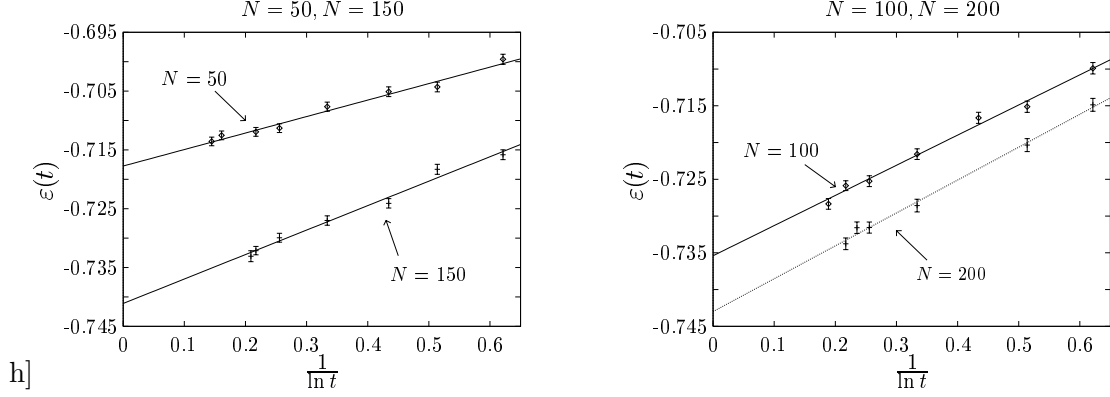 N = 50, N = 150
-0.695
-0.705
-0.715
-0.725
-0.735
-0.745
ε(t)
N = 50
N = 150
0 0.1 0.2 0.3 0.4 0.5 0.6
1
ln t
h]
N = 100, N = 200
-0.705
-0.715
-0.725
-0.735
-0.745
ε(t)
N = 100
N = 200
0 0.1 0.2 0.3 0.4 0.5 0.6
1
ln t